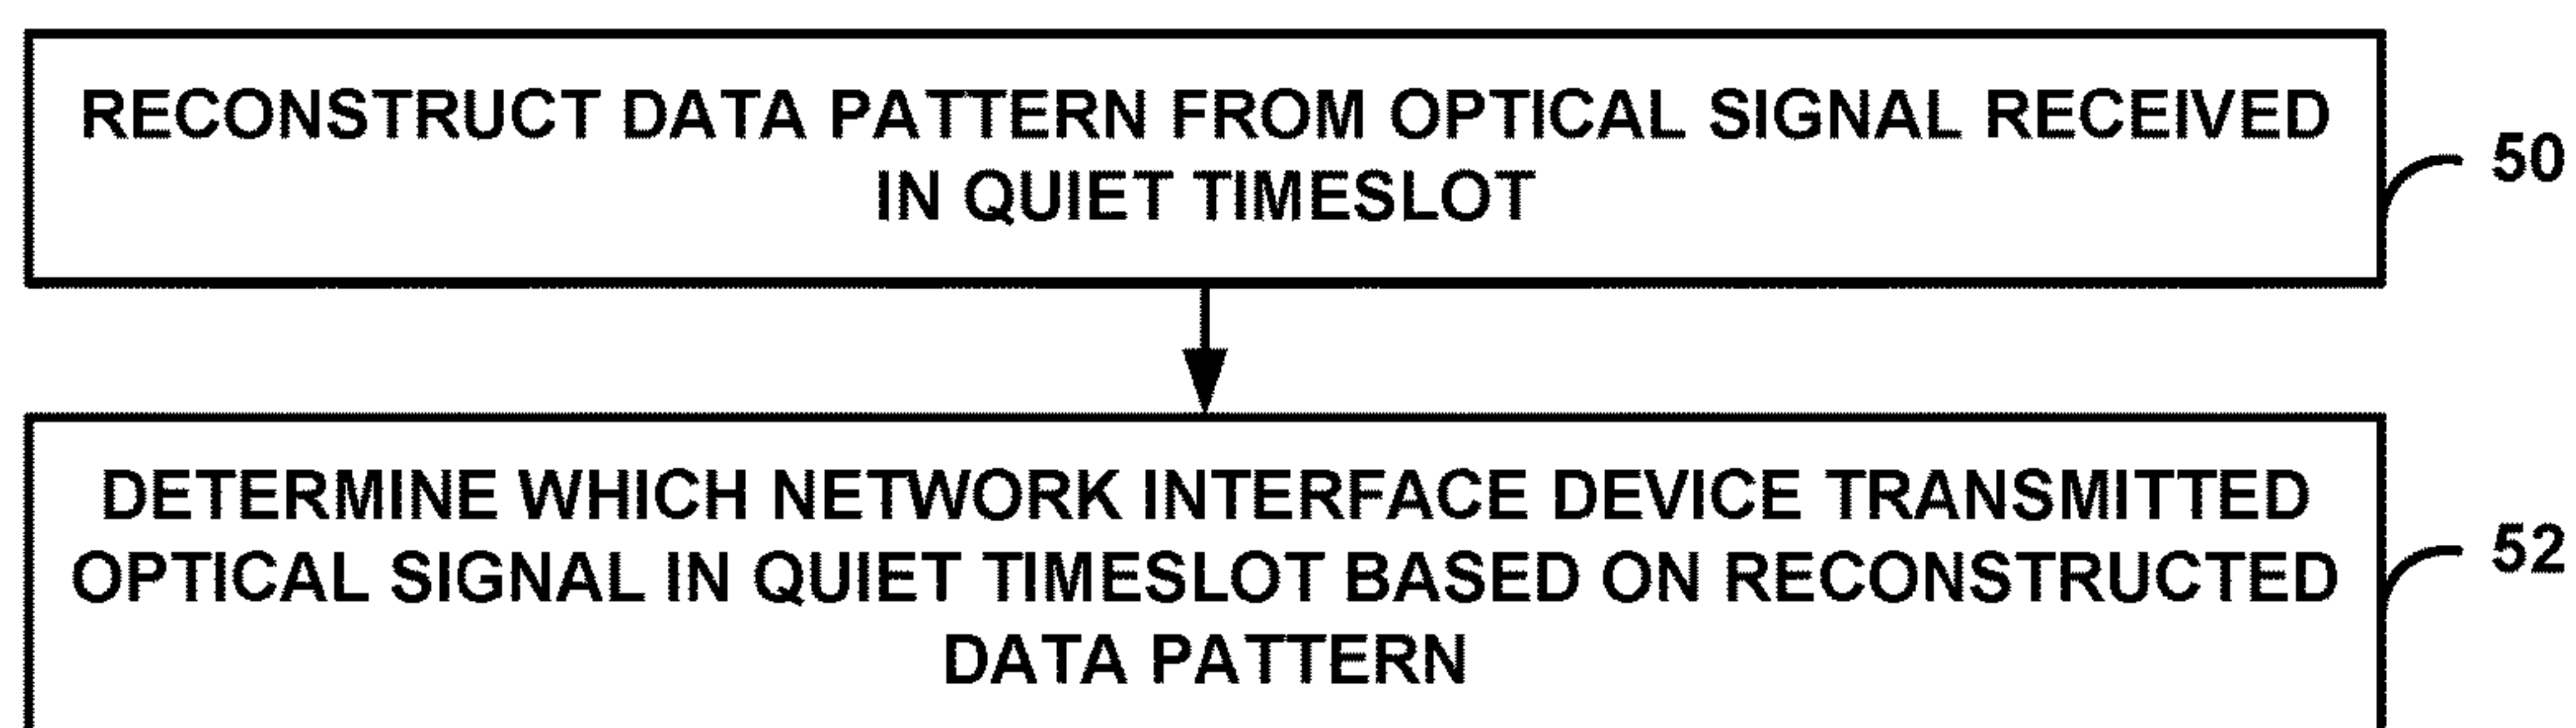 RECONSTRUCT DATA PATTERN FROM OPTICAL SIGNAL RECEIVED
IN QUIET TIMESLOT
50
DETERMINE WHICH NETWORK INTERFACE DEVICE TRANSMITTED
OPTICAL SIGNAL IN QUIET TIMESLOT BASED ON RECONSTRUCTED
DATA PATTERN
52